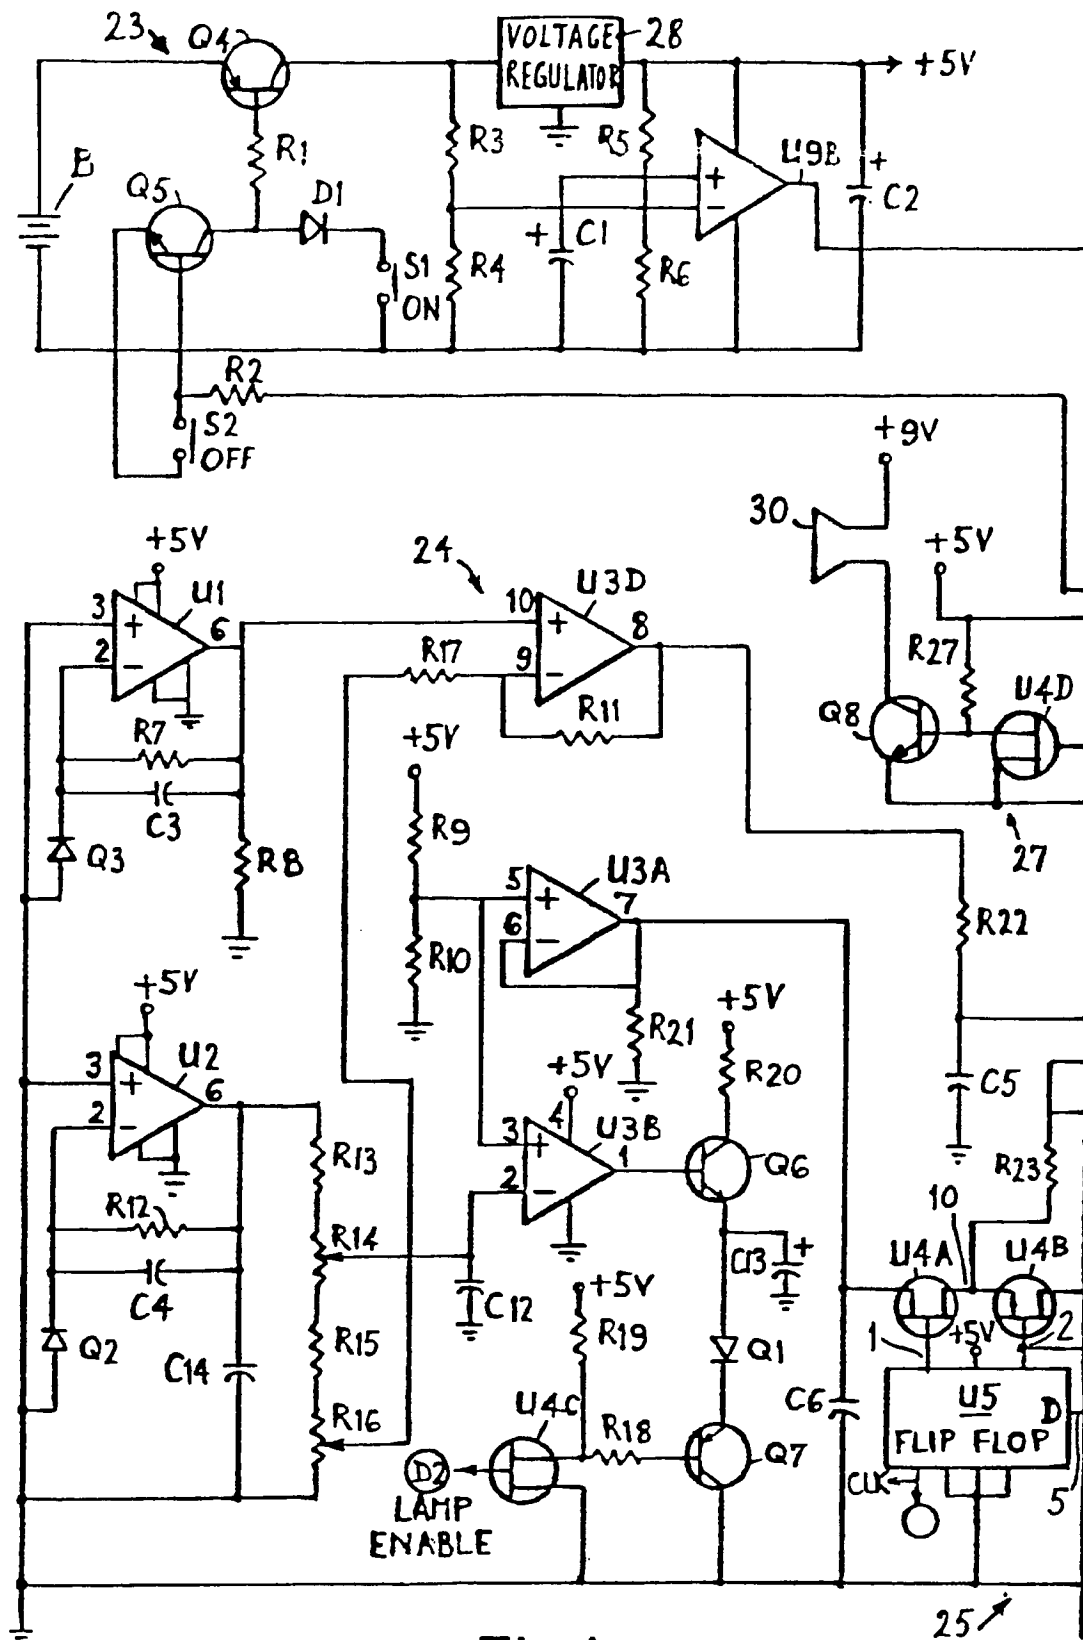 23
Q4
VOLTAGE
REGULATOR
28
+5V
B
Q5
R1
D1
R3
R5
+
-
U9B
+
C2
S1
ON
R4
+
C1
R6
R2
S2
OFF
+9V
30
+5V
+5V
24
U1
3
+
2
-
6
10
U3D
+
8
R17
9
-
R11
R27
U4D
Q8
27
R7
C3
+5V
Q3
R8
R9
U3A
5
+
7
6
-
R10
R22
+5V
R21
+5V
R20
C5
U2
3
+
6
2
-
+5V
4
U3B
3
+
1
2
-
Q6
R13
R23
10
R12
R14
U4A
U4B
C13
+
C4
C12
+5V
R19
Q1
1
+5V
2
Q2
C14
R15
R16
U4C
R18
C6
U5
D
FLIP FLOP
Q7
D2
LAMP
ENABLE
CLK
5
25